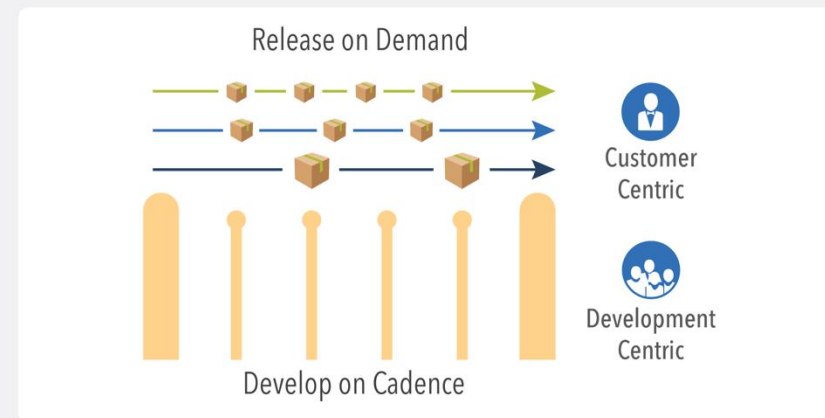 Release on Demand
Customer
Centric
Development
Centric
Develop on Cadence